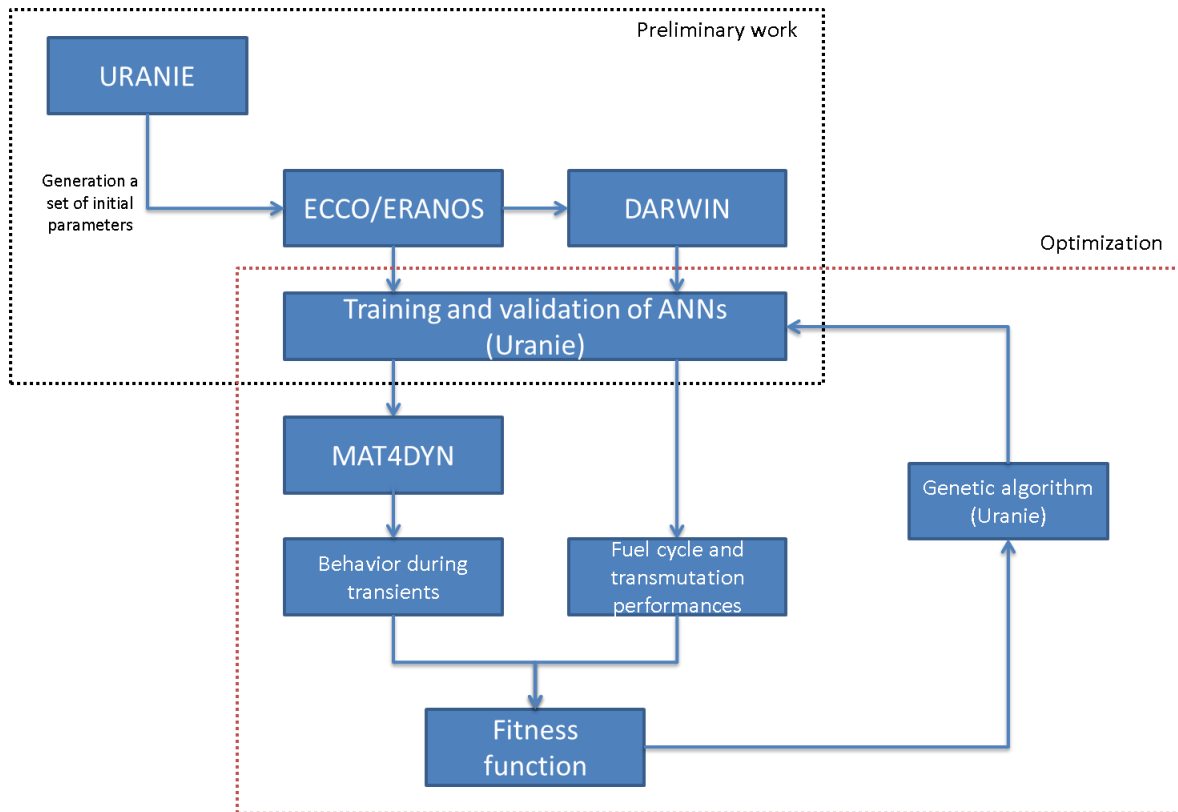 Preliminary work
URANIE
Generation a
set of initial
parameters
ECCO/ERANOS
DARWIN
Optimization
Training and validation of ANNs
(Uranie)
MAT4DYN
Genetic algorithm
(Uranie)
Behavior during
transients
Fuel cycle and
transmutation
performances
Fitness
function